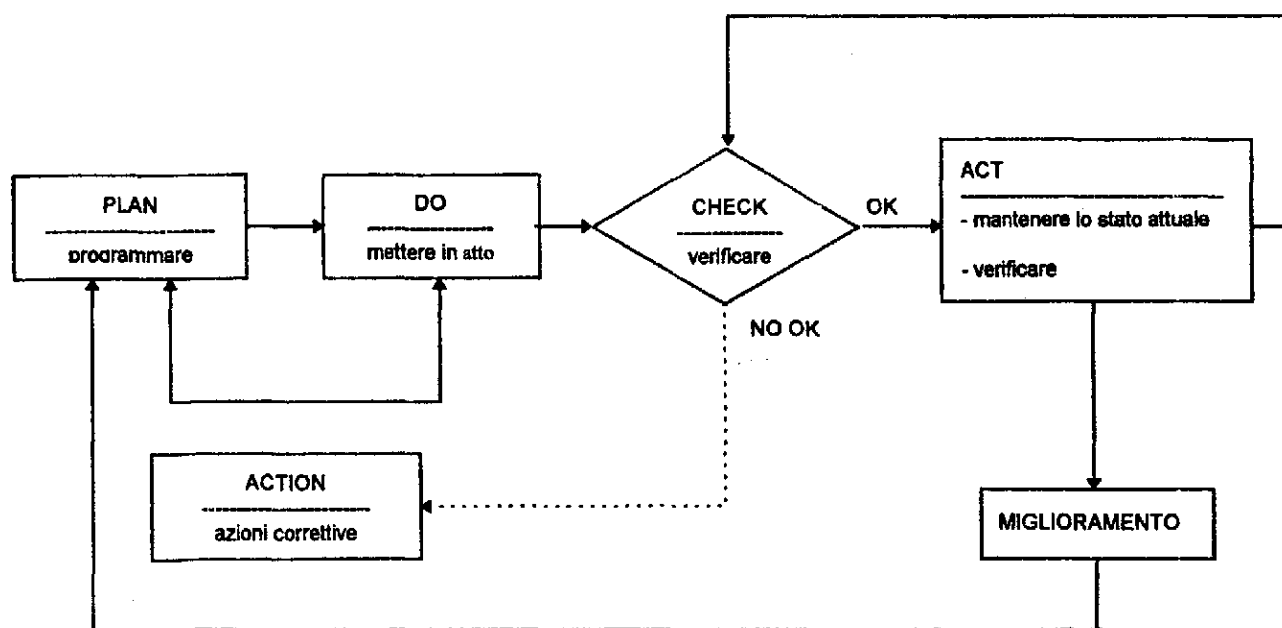 PLAN
programmare
DO
mettere in atto
CHECK
verificare
OK
NO OK
ACT
- mantenere lo stato attuale
- verificare
ACTION
azioni correttive
MIGLIORAMENTO